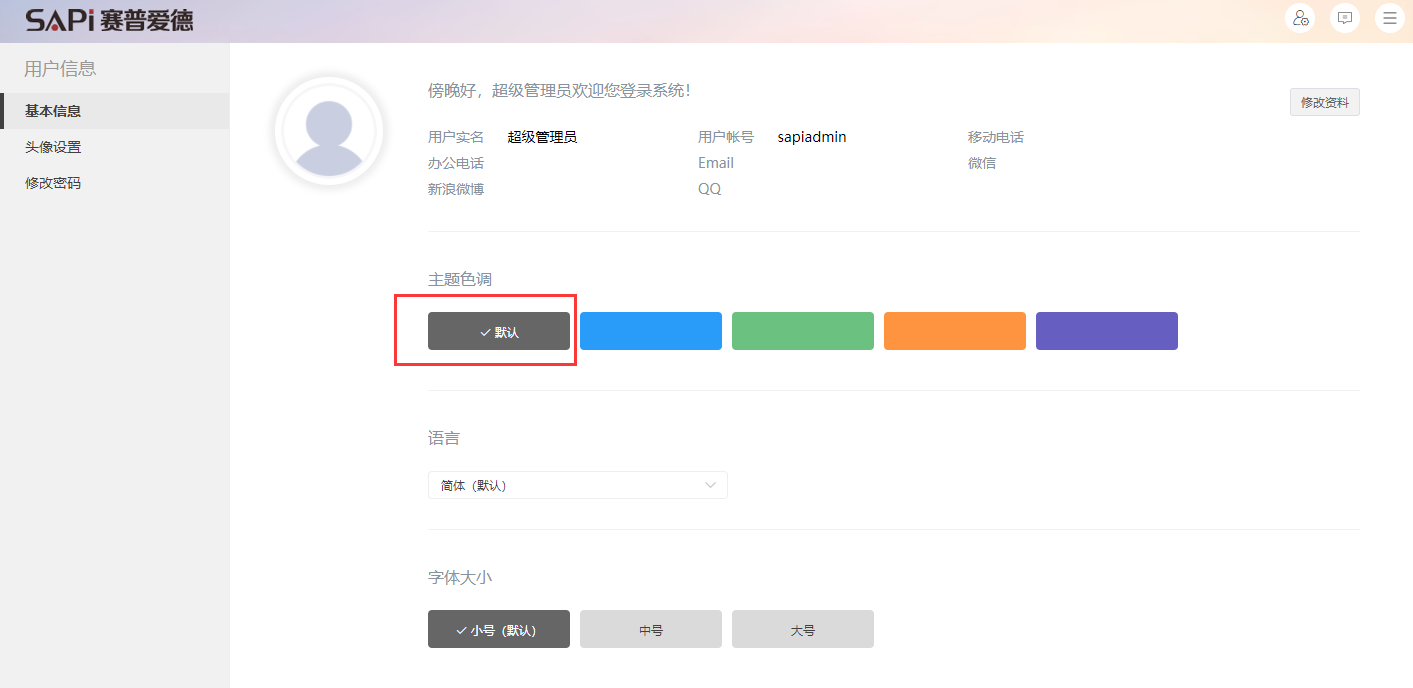 SAPi 赛普爱德
用户信息
基本信息
头像设置
修改密码
傍晚好，超级管理员欢迎您登录系统！
修改资料
用户实名 超级管理员 用户帐号 sapiadmin 移动电话
办公电话 Email 微信
新浪微博 QQ
主题色调
默认
语言
简体（默认）
字体大小
小号（默认） 中号 大号